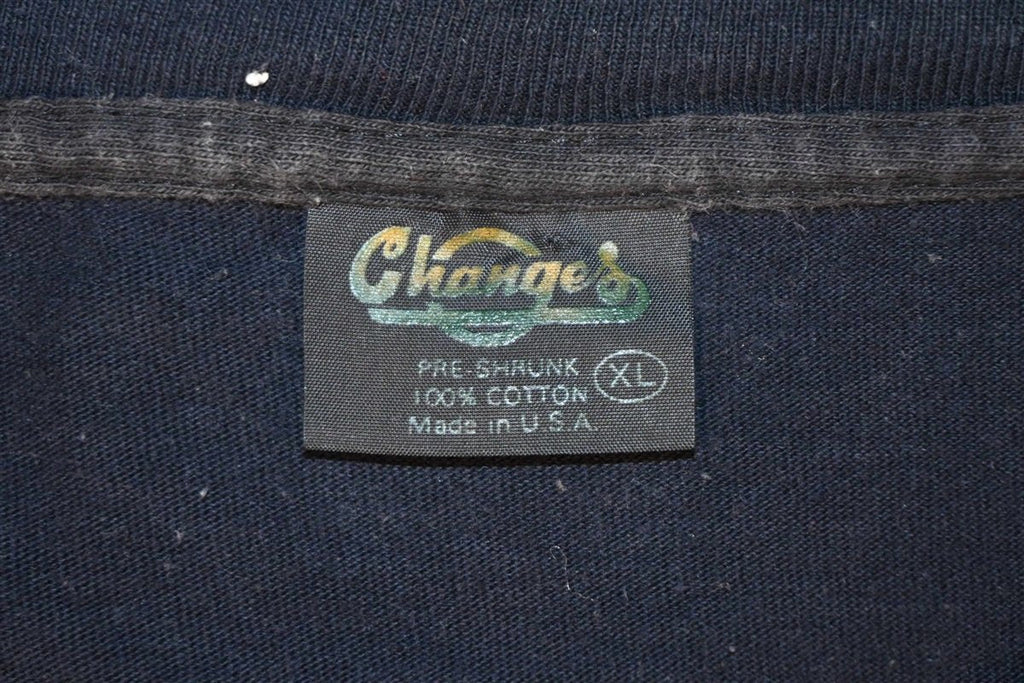 Changes
PRE-SHRUNK
100% COTTON
XL
Made in U.S.A.